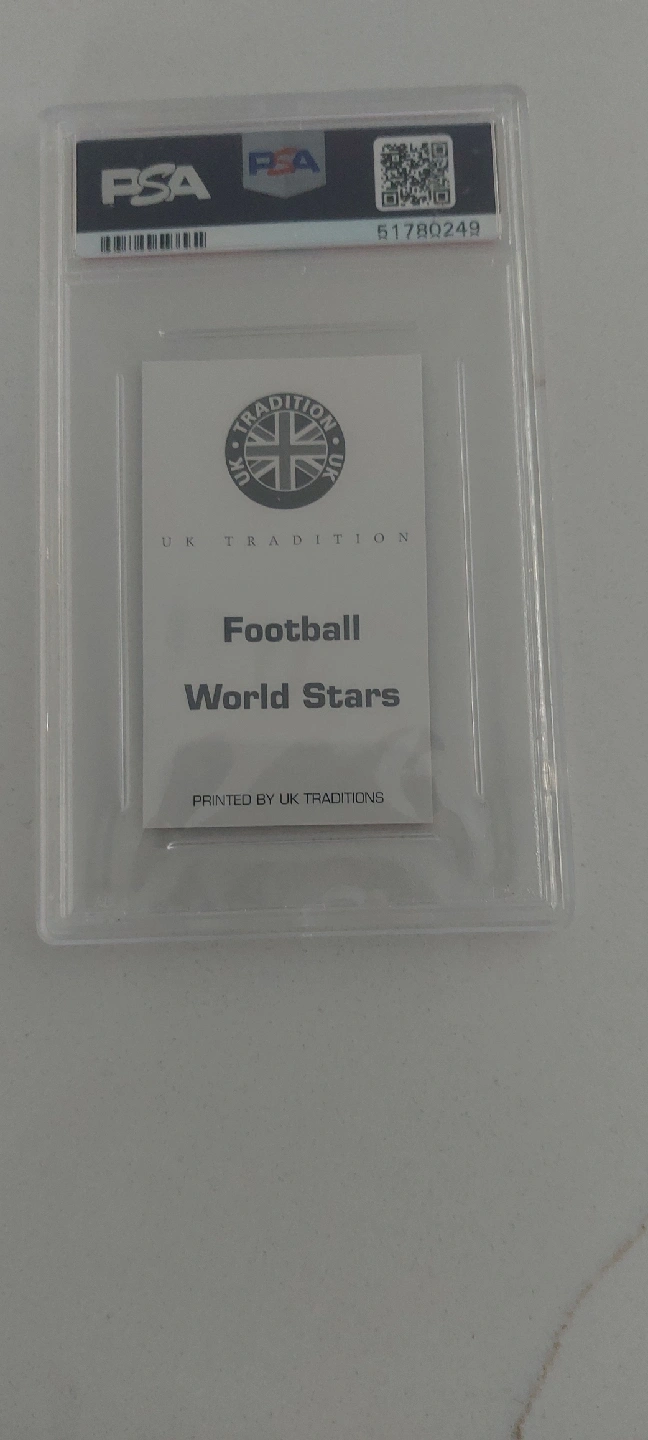 PSA
PSA
51780249
UK • TRADITION • UK
UK TRADITION
Football
World Stars
PRINTED BY UK TRADITIONS